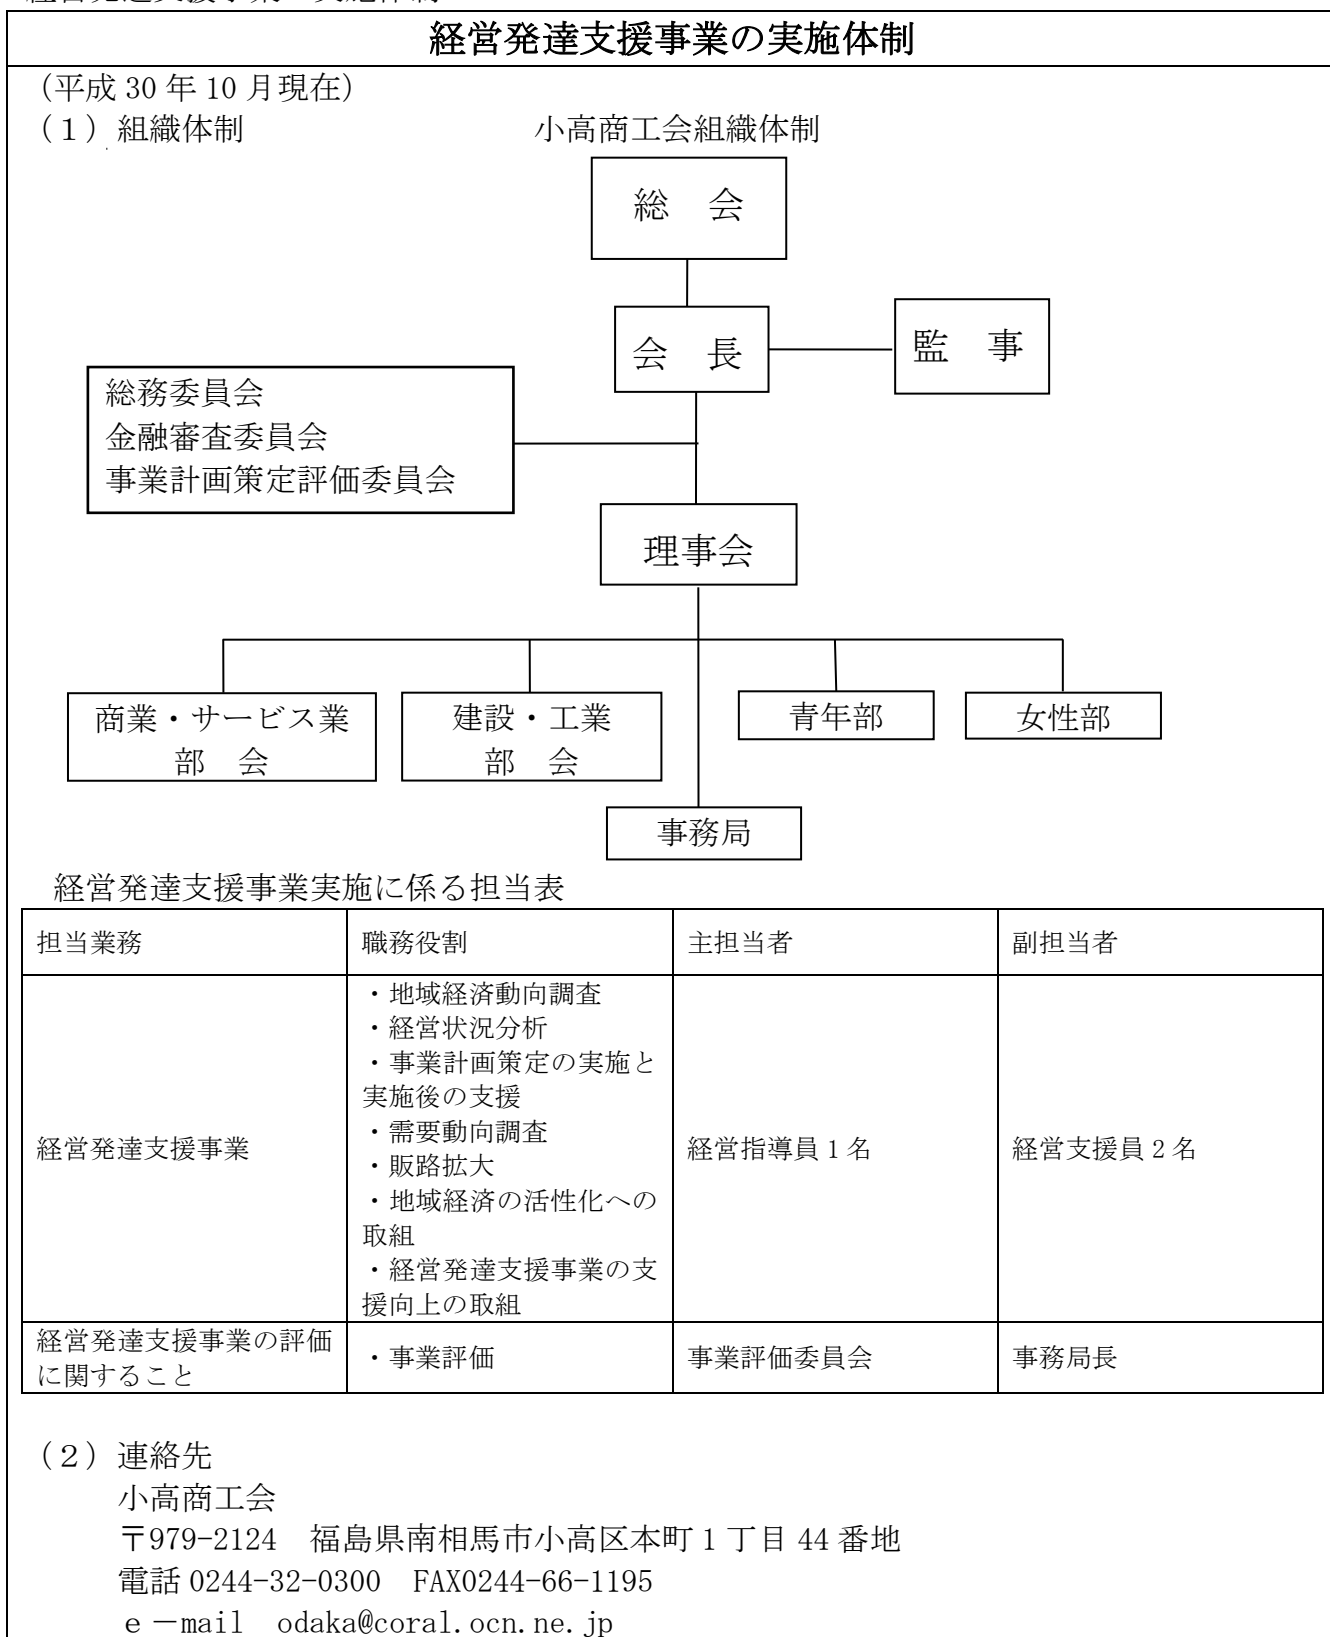 経営発達支援事業の実施体制
（平成 30 年 10 月現在）
（１）組織体制　小高商工会組織体制
総　会
会　長
監　事
総務委員会
金融審査委員会
事業計画策定評価委員会
理事会
商業・サービス業
部　会
建設・工業
部　会
青年部
女性部
事務局
経営発達支援事業実施に係る担当表
担当業務　職務役割　主担当者　副担当者
経営発達支援事業
・地域経済動向調査
・経営状況分析
・事業計画策定の実施と
実施後の支援
・需要動向調査
・販路拡大
・地域経済の活性化への
取組
・経営発達支援事業の支
援向上の取組
経営指導員 1 名
経営支援員 2 名
経営発達支援事業の評価
に関すること
・事業評価
事業評価委員会
事務局長
（２）連絡先
小高商工会
〒979-2124　福島県南相馬市小高区本町 1 丁目 44 番地
電話 0244-32-0300　FAX0244-66-1195
ｅ－mail　odaka@coral.ocn.ne.jp